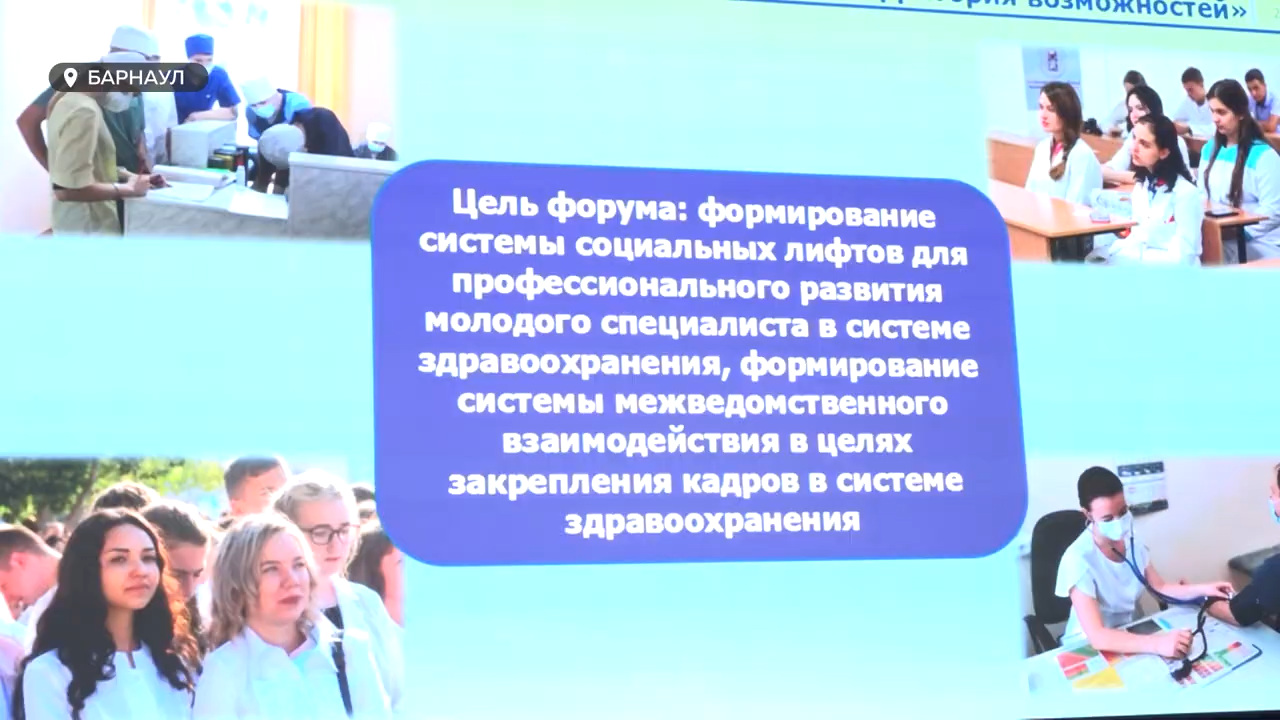 возможностей»
БАРНАУЛ
Цель форума: формирование
системы социальных лифтов для
профессионального развития
молодого специалиста в системе
здравоохранения, формирование
системы межведомственного
взаимодействия в целях
закрепления кадров в системе
здравоохранения